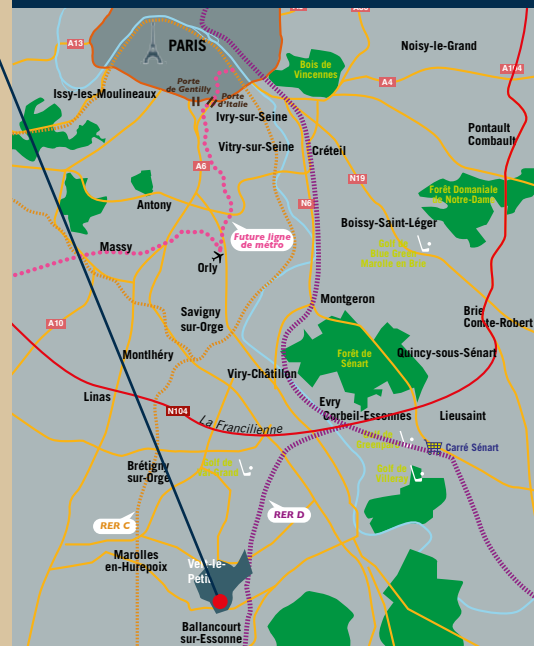 A13
PARIS
Noisy-le-Grand
A104
Bois de
Vincennes
A4
Porte
de Gentilly
Porte
d'Italie
Issy-les-Moulineaux
Ivry-sur-Seine
Pontault
Combault
Vitry-sur-Seine
Créteil
A6
N19
Forêt Domaniale
de Notre-Dame
N6
Antony
Boissy-Saint-Léger
Future ligne
de métro
Massy
Orly
Montgeron
Savigny
sur-Orge
Brie
Comte-Robert
A10
Montlhéry
Forêt de
Sénart
Quincy-sous-Sénart
Viry-Châtillon
Linas
Evry
Corbeil-Essonnes
Lieusaint
N104
La Francilienne
Carré Sénart
Brétigny
sur-Orge
RER D
RER C
Marolles
en-Hurepoix
Vert-le-
Petit
Ballancourt
sur-Essonne